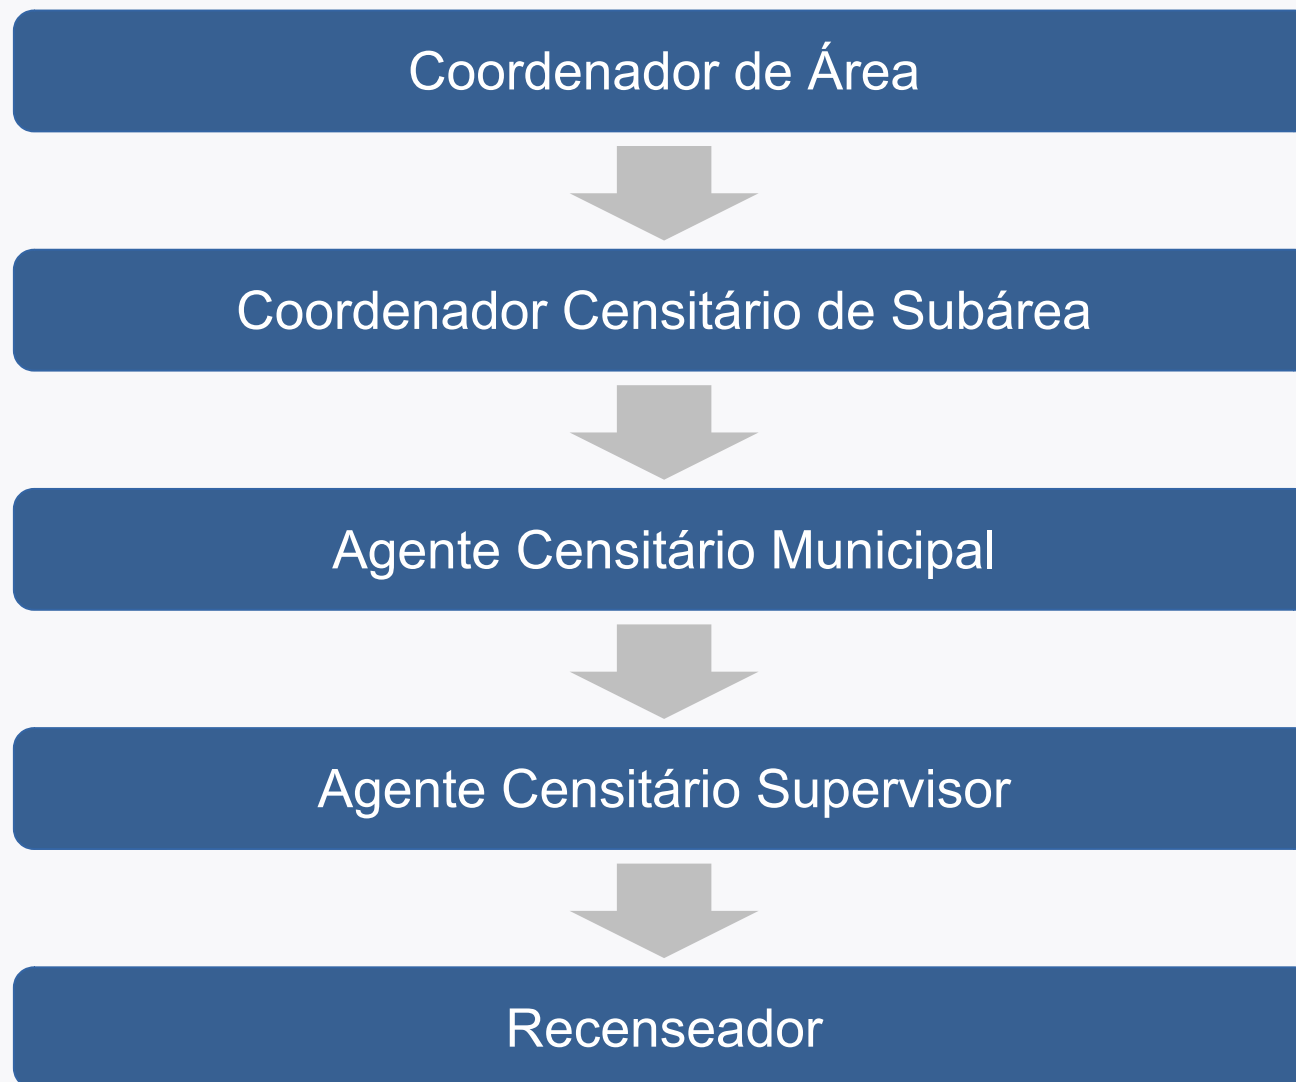 Coordenador de Área
Coordenador Censitário de Subárea
Agente Censitário Municipal
Agente Censitário Supervisor
Recenseador